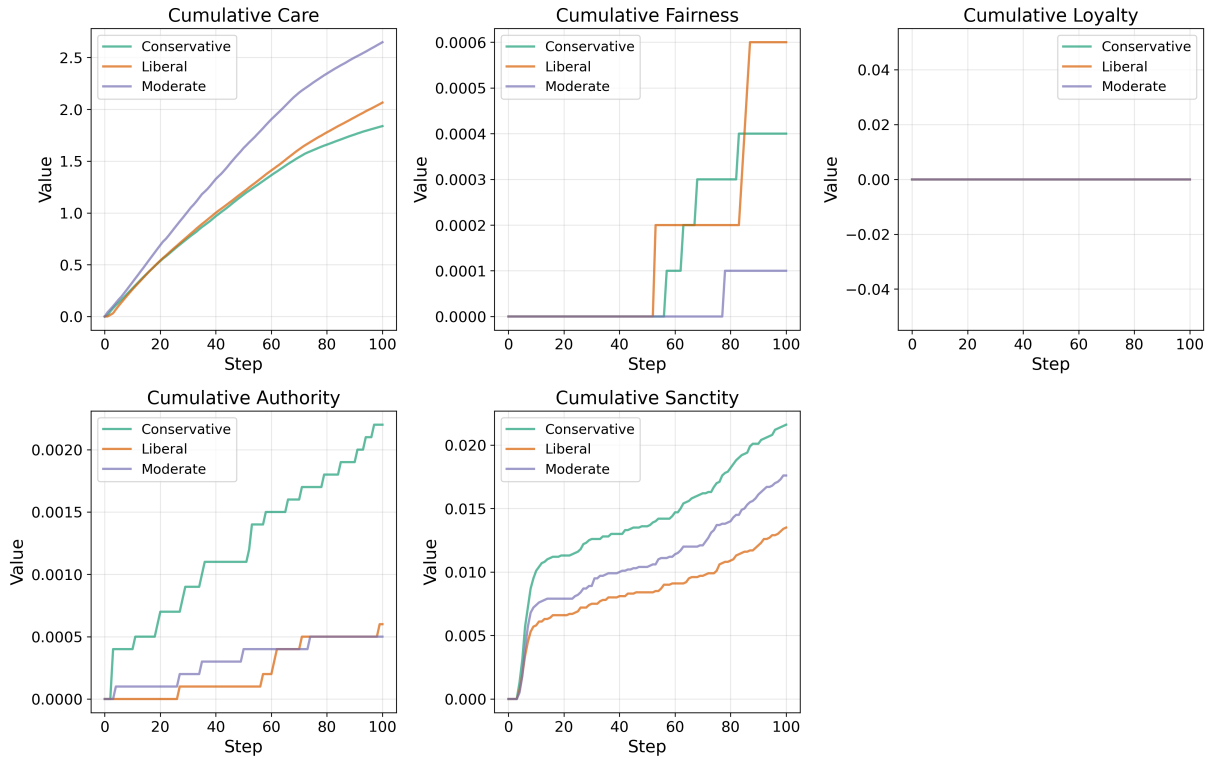 Cumulative Care
Value
2.5
2.0
1.5
1.0
0.5
0.0
Conservative
Liberal
Moderate
0 20 40 60 80 100
Step
Cumulative Fairness
Value
0.0006
0.0005
0.0004
0.0003
0.0002
0.0001
0.0000
Conservative
Liberal
Moderate
0 20 40 60 80 100
Step
Cumulative Loyalty
Value
0.04
0.02
0.00
−0.02
−0.04
Conservative
Liberal
Moderate
0 20 40 60 80 100
Step
Cumulative Authority
Value
0.0020
0.0015
0.0010
0.0005
0.0000
Conservative
Liberal
Moderate
0 20 40 60 80 100
Step
Cumulative Sanctity
Value
0.020
0.015
0.010
0.005
0.000
Conservative
Liberal
Moderate
0 20 40 60 80 100
Step